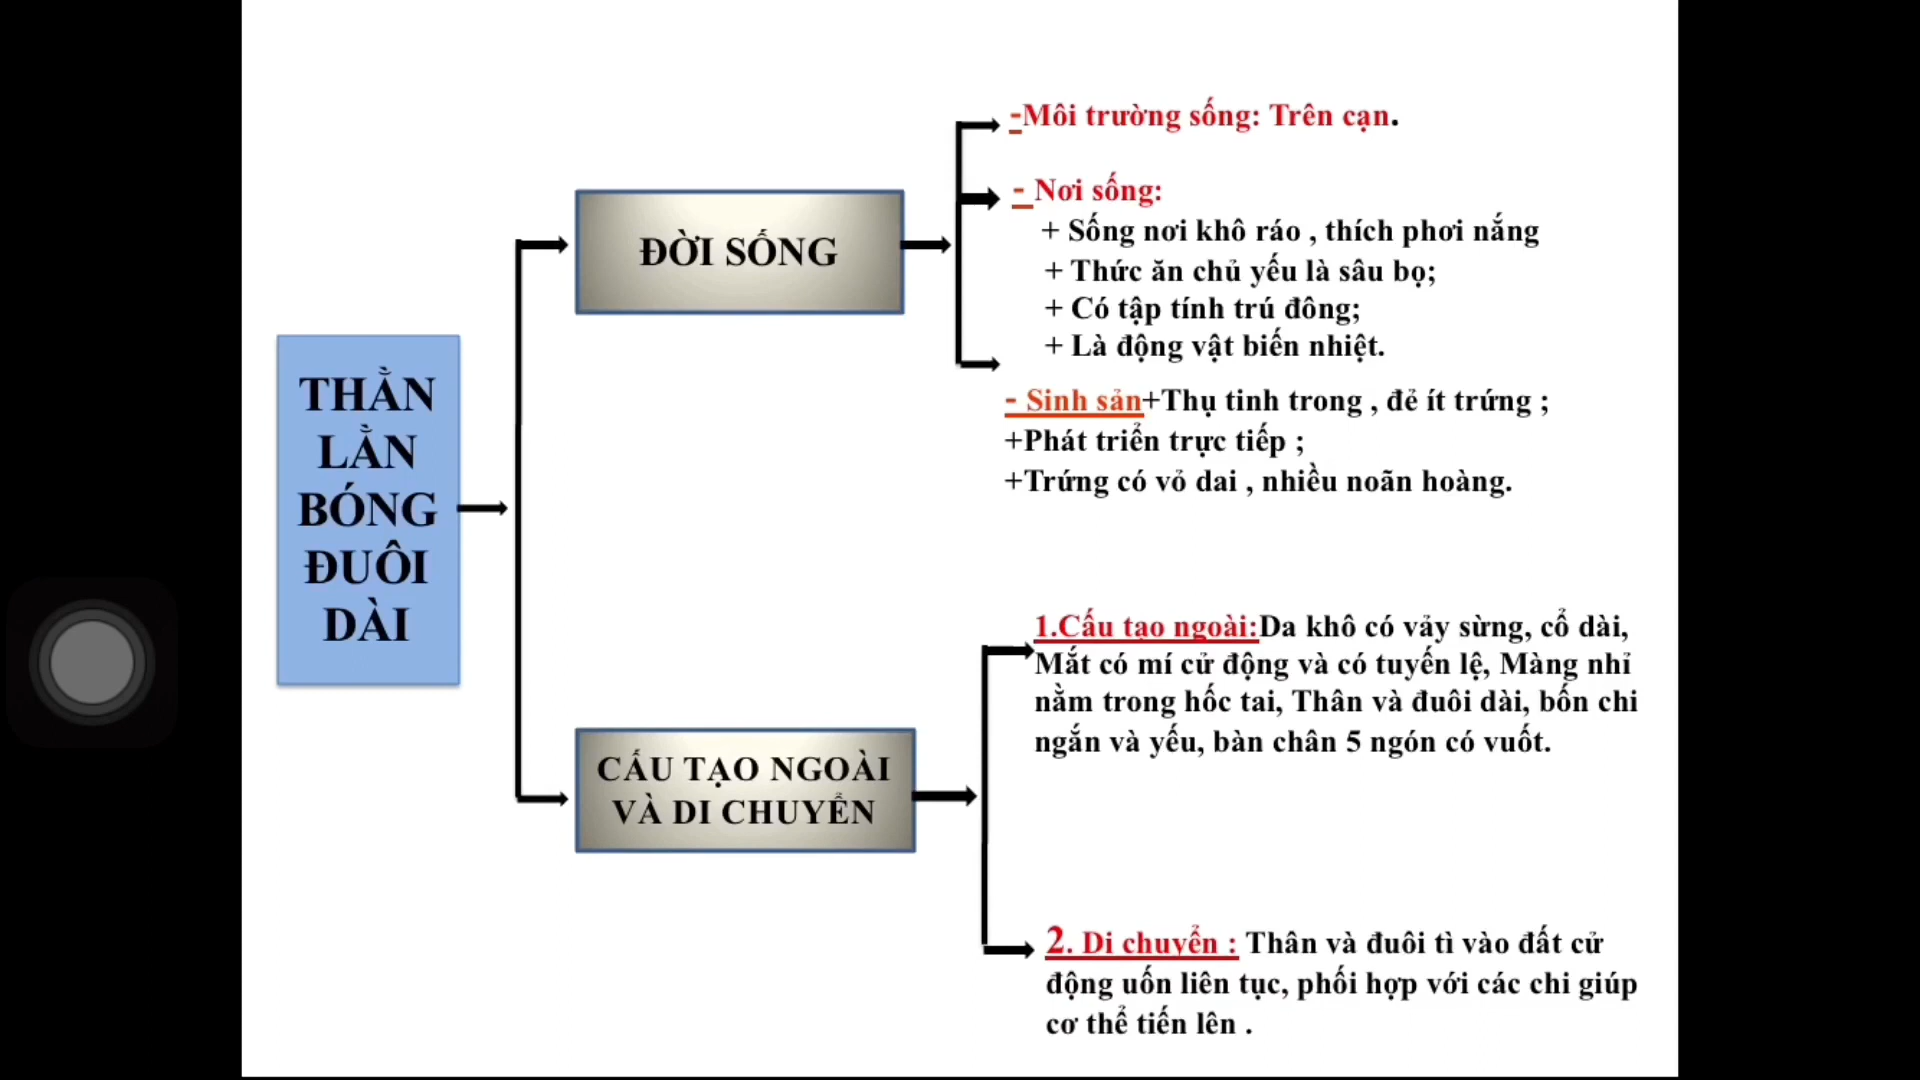 THẰN
LẰN
BÓNG
ĐUÔI
DÀI
ĐỜI SỐNG
-Môi trường sống: Trên cạn.
- Nơi sống:
+ Sống nơi khô ráo , thích phơi nắng
+ Thức ăn chủ yếu là sâu bọ;
+ Có tập tính trú đông;
+ Là động vật biến nhiệt.
- Sinh sản+Thụ tinh trong , đẻ ít trứng ;
+Phát triển trực tiếp ;
+Trứng có vỏ dai , nhiều noãn hoàng.
CẤU TẠO NGOÀI
VÀ DI CHUYỂN
1.Cấu tạo ngoài:Da khô có vảy sừng, cổ dài,
Mắt có mí cử động và có tuyến lệ, Màng nhỉ
nằm trong hốc tai, Thân và đuôi dài, bốn chi
ngắn và yếu, bàn chân 5 ngón có vuốt.
2. Di chuyển : Thân và đuôi tì vào đất cử
động uốn liên tục, phối hợp với các chi giúp
cơ thể tiến lên .